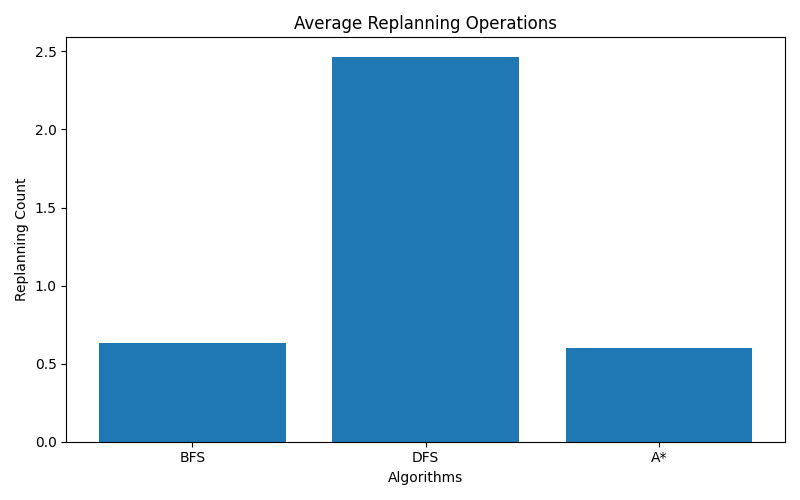 Average Replanning Operations
Replanning Count
2.5
2.0
1.5
1.0
0.5
0.0
BFS
DFS
A*
Algorithms